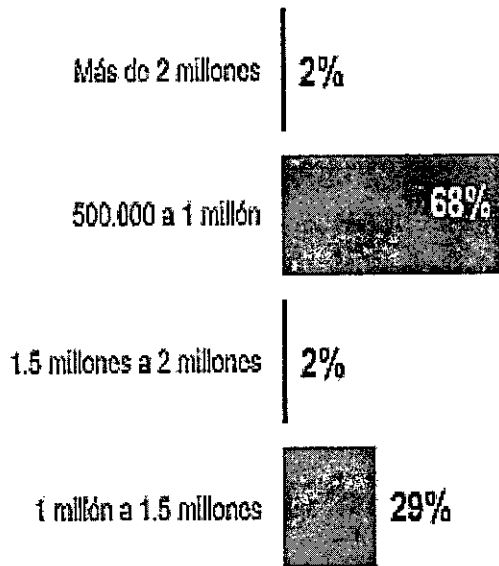 Más de 2 millones 2%
500.000 a 1 millón 68%
1.5 millones a 2 millones 2%
1 millón a 1.5 millones 29%